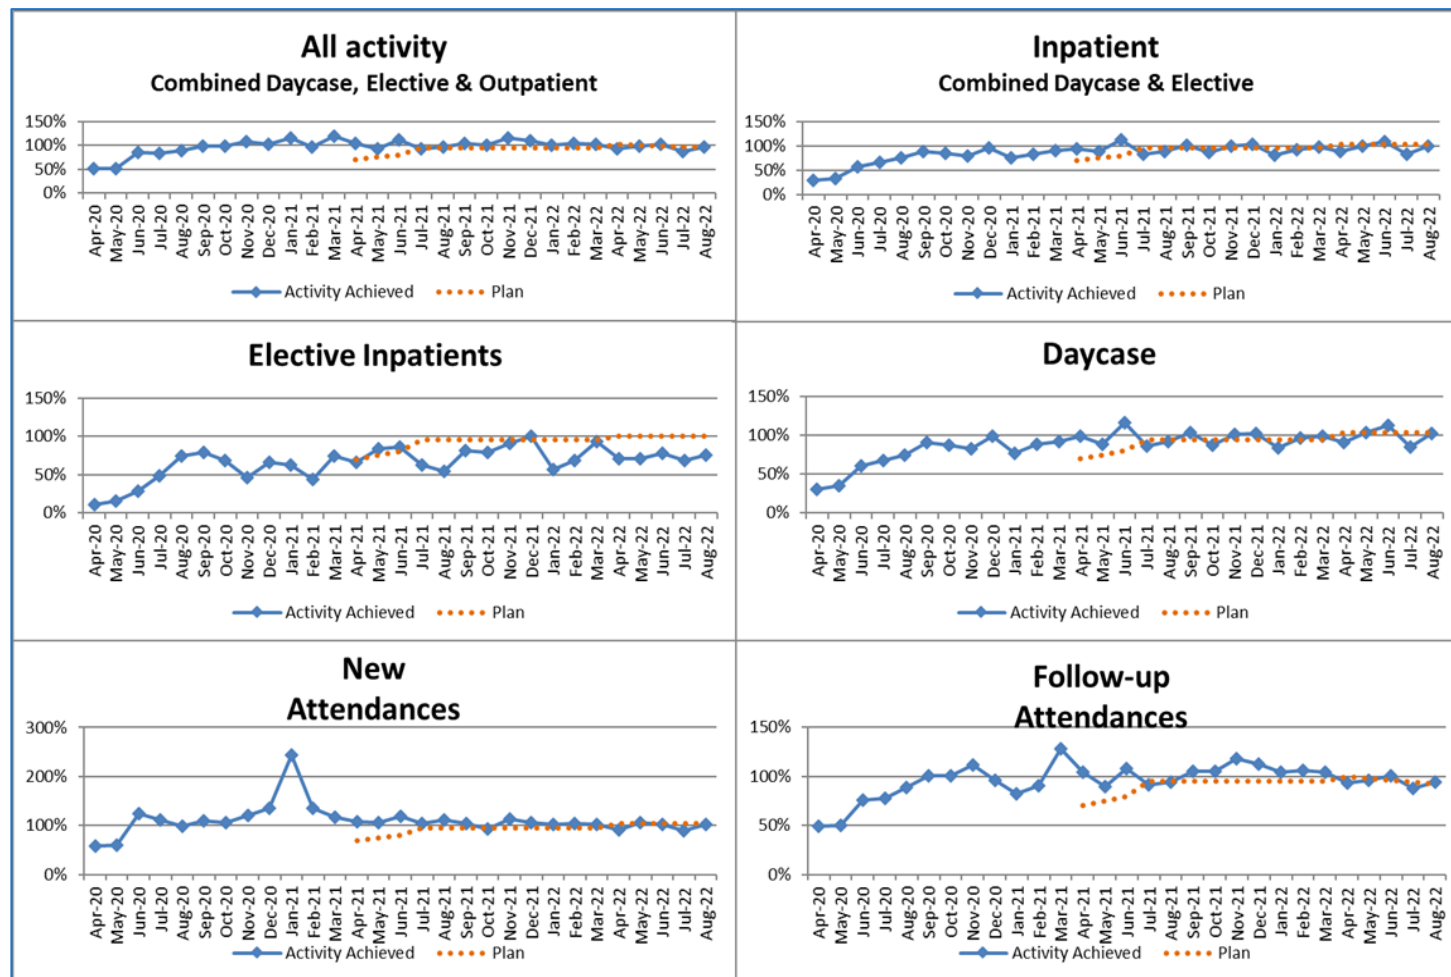 All activity
Combined Daycase, Elective & Outpatient
150%
100%
50%
0%
Apr-20 May-20 Jun-20 Jul-20 Aug-20 Sep-20 Oct-20 Nov-20 Dec-20 Jan-21 Feb-21 Mar-21 Apr-21 May-21 Jun-21 Jul-21 Aug-21 Sep-21 Oct-21 Nov-21 Dec-21 Jan-22 Feb-22 Mar-22 Apr-22 May-22 Jun-22 Jul-22 Aug-22
Activity Achieved Plan
Inpatient
Combined Daycase & Elective
150%
100%
50%
0%
Apr-20 May-20 Jun-20 Jul-20 Aug-20 Sep-20 Oct-20 Nov-20 Dec-20 Jan-21 Feb-21 Mar-21 Apr-21 May-21 Jun-21 Jul-21 Aug-21 Sep-21 Oct-21 Nov-21 Dec-21 Jan-22 Feb-22 Mar-22 Apr-22 May-22 Jun-22 Jul-22 Aug-22
Activity Achieved Plan
Elective Inpatients
150%
100%
50%
0%
Apr-20 May-20 Jun-20 Jul-20 Aug-20 Sep-20 Oct-20 Nov-20 Dec-20 Jan-21 Feb-21 Mar-21 Apr-21 May-21 Jun-21 Jul-21 Aug-21 Sep-21 Oct-21 Nov-21 Dec-21 Jan-22 Feb-22 Mar-22 Apr-22 May-22 Jun-22 Jul-22 Aug-22
Activity Achieved Plan
Daycase
150%
100%
50%
0%
Apr-20 May-20 Jun-20 Jul-20 Aug-20 Sep-20 Oct-20 Nov-20 Dec-20 Jan-21 Feb-21 Mar-21 Apr-21 May-21 Jun-21 Jul-21 Aug-21 Sep-21 Oct-21 Nov-21 Dec-21 Jan-22 Feb-22 Mar-22 Apr-22 May-22 Jun-22 Jul-22 Aug-22
Activity Achieved Plan
New
Attendances
300%
200%
100%
0%
Apr-20 May-20 Jun-20 Jul-20 Aug-20 Sep-20 Oct-20 Nov-20 Dec-20 Jan-21 Feb-21 Mar-21 Apr-21 May-21 Jun-21 Jul-21 Aug-21 Sep-21 Oct-21 Nov-21 Dec-21 Jan-22 Feb-22 Mar-22 Apr-22 May-22 Jun-22 Jul-22 Aug-22
Activity Achieved Plan
Follow-up
Attendances
150%
100%
50%
0%
Apr-20 May-20 Jun-20 Jul-20 Aug-20 Sep-20 Oct-20 Nov-20 Dec-20 Jan-21 Feb-21 Mar-21 Apr-21 May-21 Jun-21 Jul-21 Aug-21 Sep-21 Oct-21 Nov-21 Dec-21 Jan-22 Feb-22 Mar-22 Apr-22 May-22 Jun-22 Jul-22 Aug-22
Activity Achieved Plan